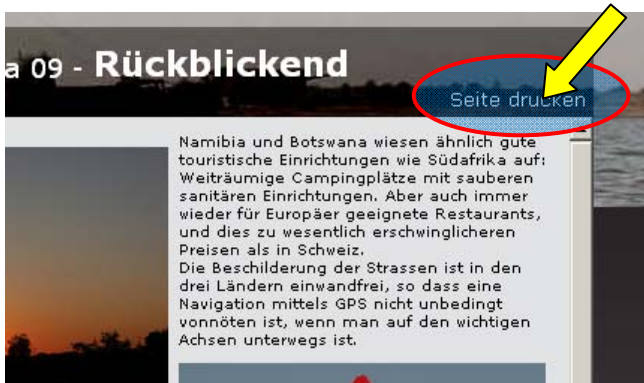 a 09 - Rückblickend
Seite drucken
Namibia und Botswana wiesen ähnlich gute
touristische Einrichtungen wie Südafrika auf:
Weiträumige Campingplätze mit sauberen
sanitären Einrichtungen. Aber auch immer
wieder für Europäer geeignete Restaurants,
und dies zu wesentlich erschwinglicheren
Preisen als in Schweiz.
Die Beschilderung der Strassen ist in den
drei Ländern einwandfrei, so dass eine
Navigation mittels GPS nicht unbedingt
vonnöten ist, wenn man auf den wichtigen
Achsen unterwegs ist.